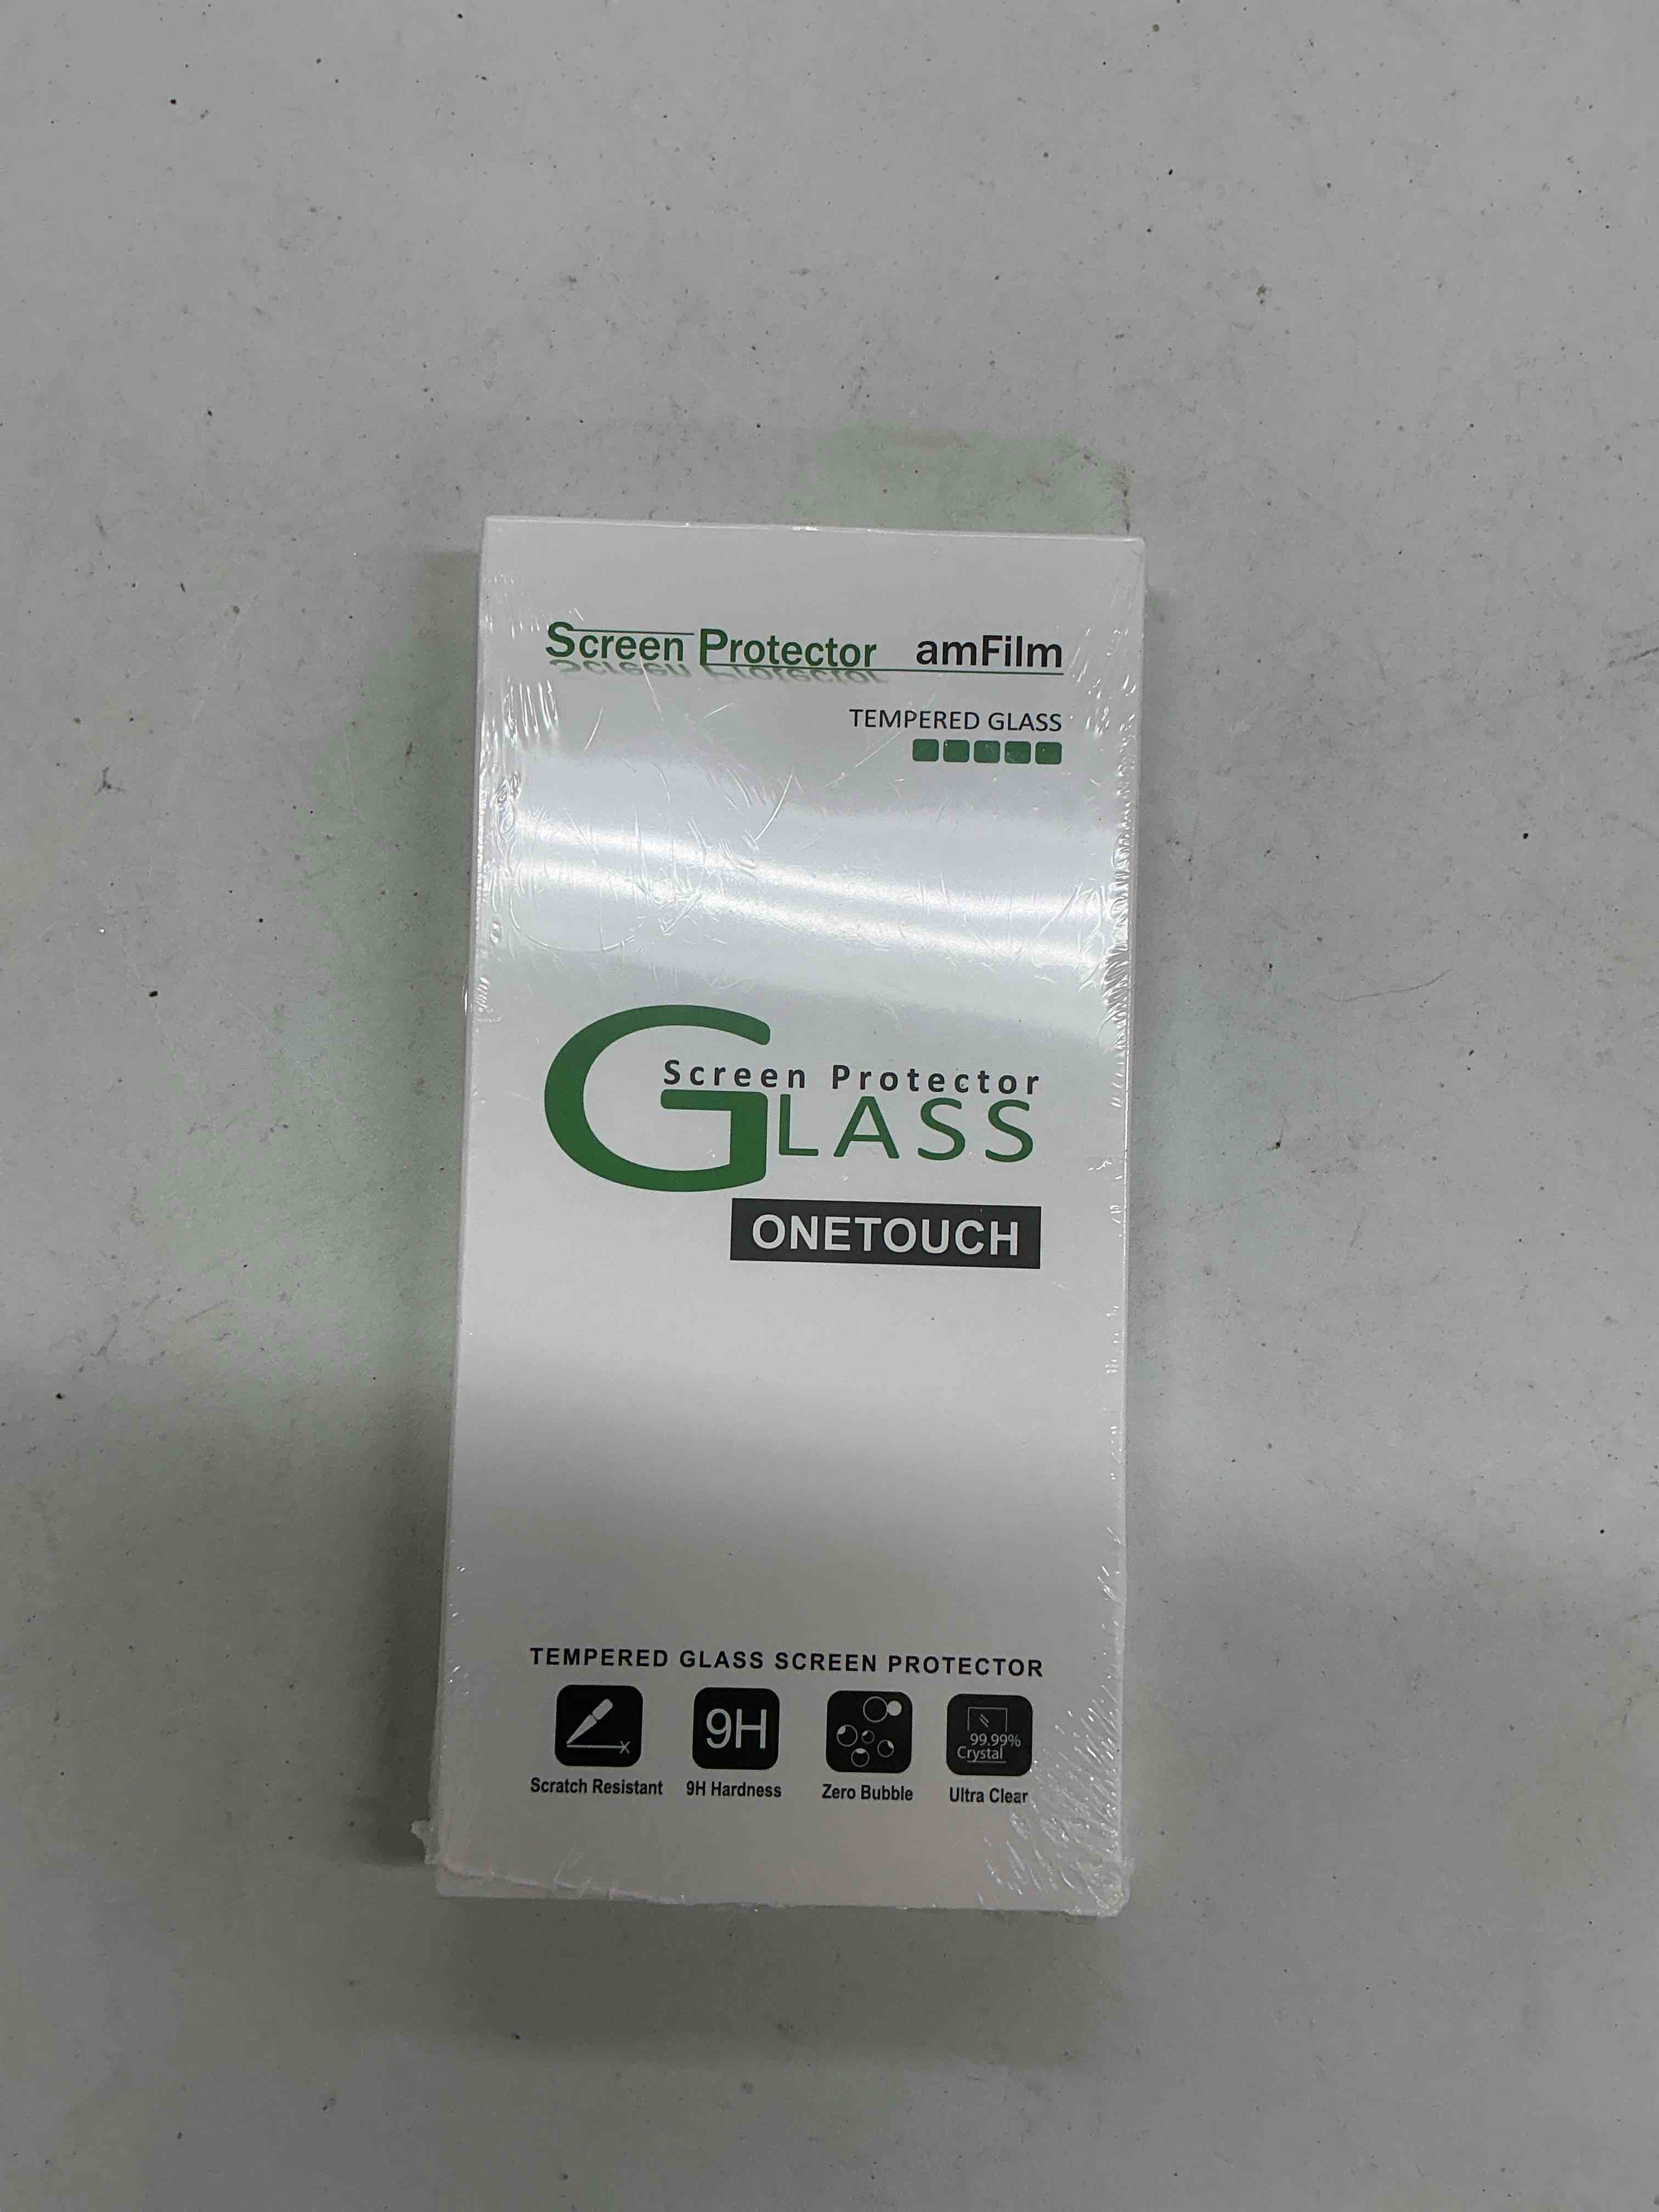 Screen Protector amFilm
TEMPERED GLASS
Screen Protector
GLASS
ONETOUCH
TEMPERED GLASS SCREEN PROTECTOR
9H
99.99%
Crystal
Scratch Resistant 9H Hardness Zero Bubble Ultra Clear